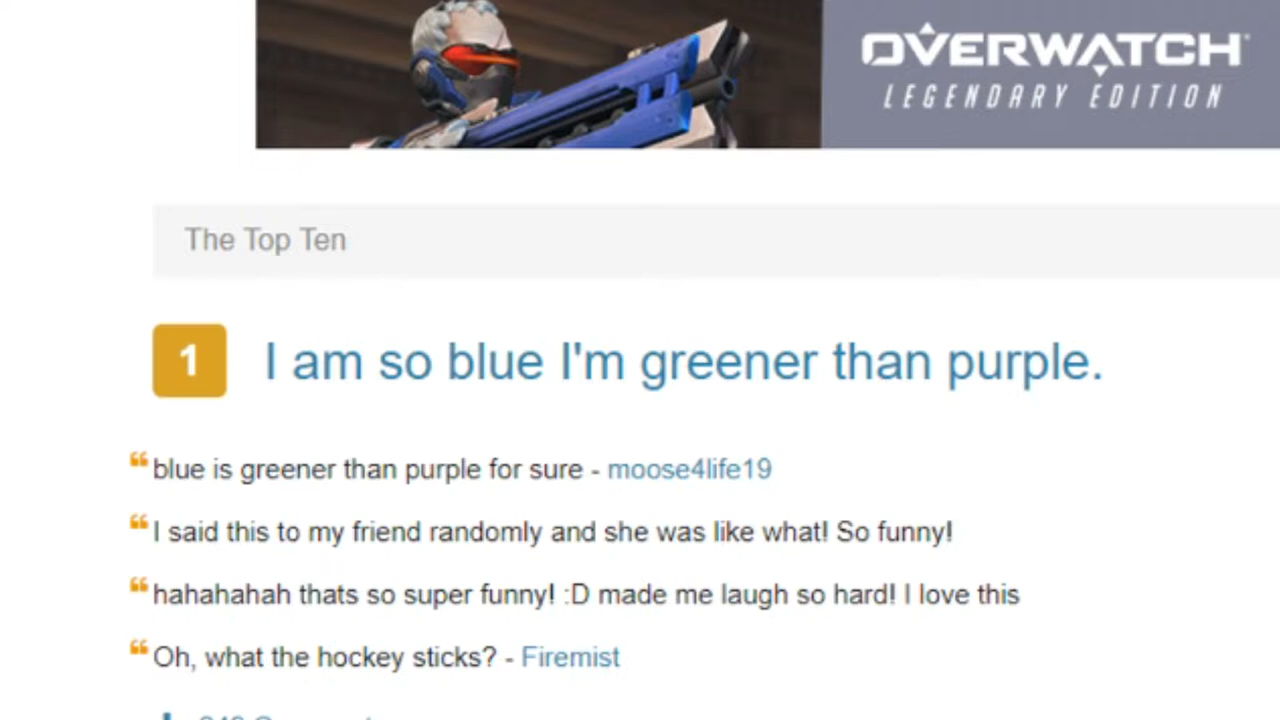 OVERWATCH
LEGENDARY EDITION
The Top Ten
1 I am so blue I'm greener than purple.
blue is greener than purple for sure - moose4life19
I said this to my friend randomly and she was like what! So funny!
hahahahah thats so super funny! :D made me laugh so hard! I love this
Oh, what the hockey sticks? - Firemist